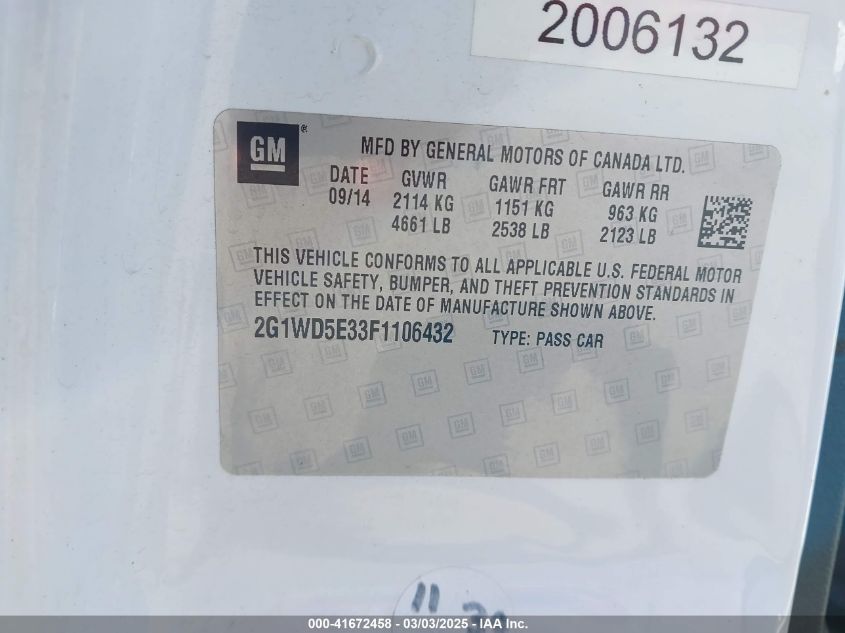 2006132
GM®
MFD BY GENERAL MOTORS OF CANADA LTD.
DATE GVWR GAWR FRT GAWR RR
09/14 2114 KG 1151 KG 963 KG
4661 LB 2538 LB 2123 LB
THIS VEHICLE CONFORMS TO ALL APPLICABLE U.S. FEDERAL MOTOR
VEHICLE SAFETY, BUMPER, AND THEFT PREVENTION STANDARDS IN
EFFECT ON THE DATE OF MANUFACTURE SHOWN ABOVE.
2G1WD5E33F1106432 TYPE: PASS CAR
11
000-41672458 - 03/03/2025 - IAA Inc.